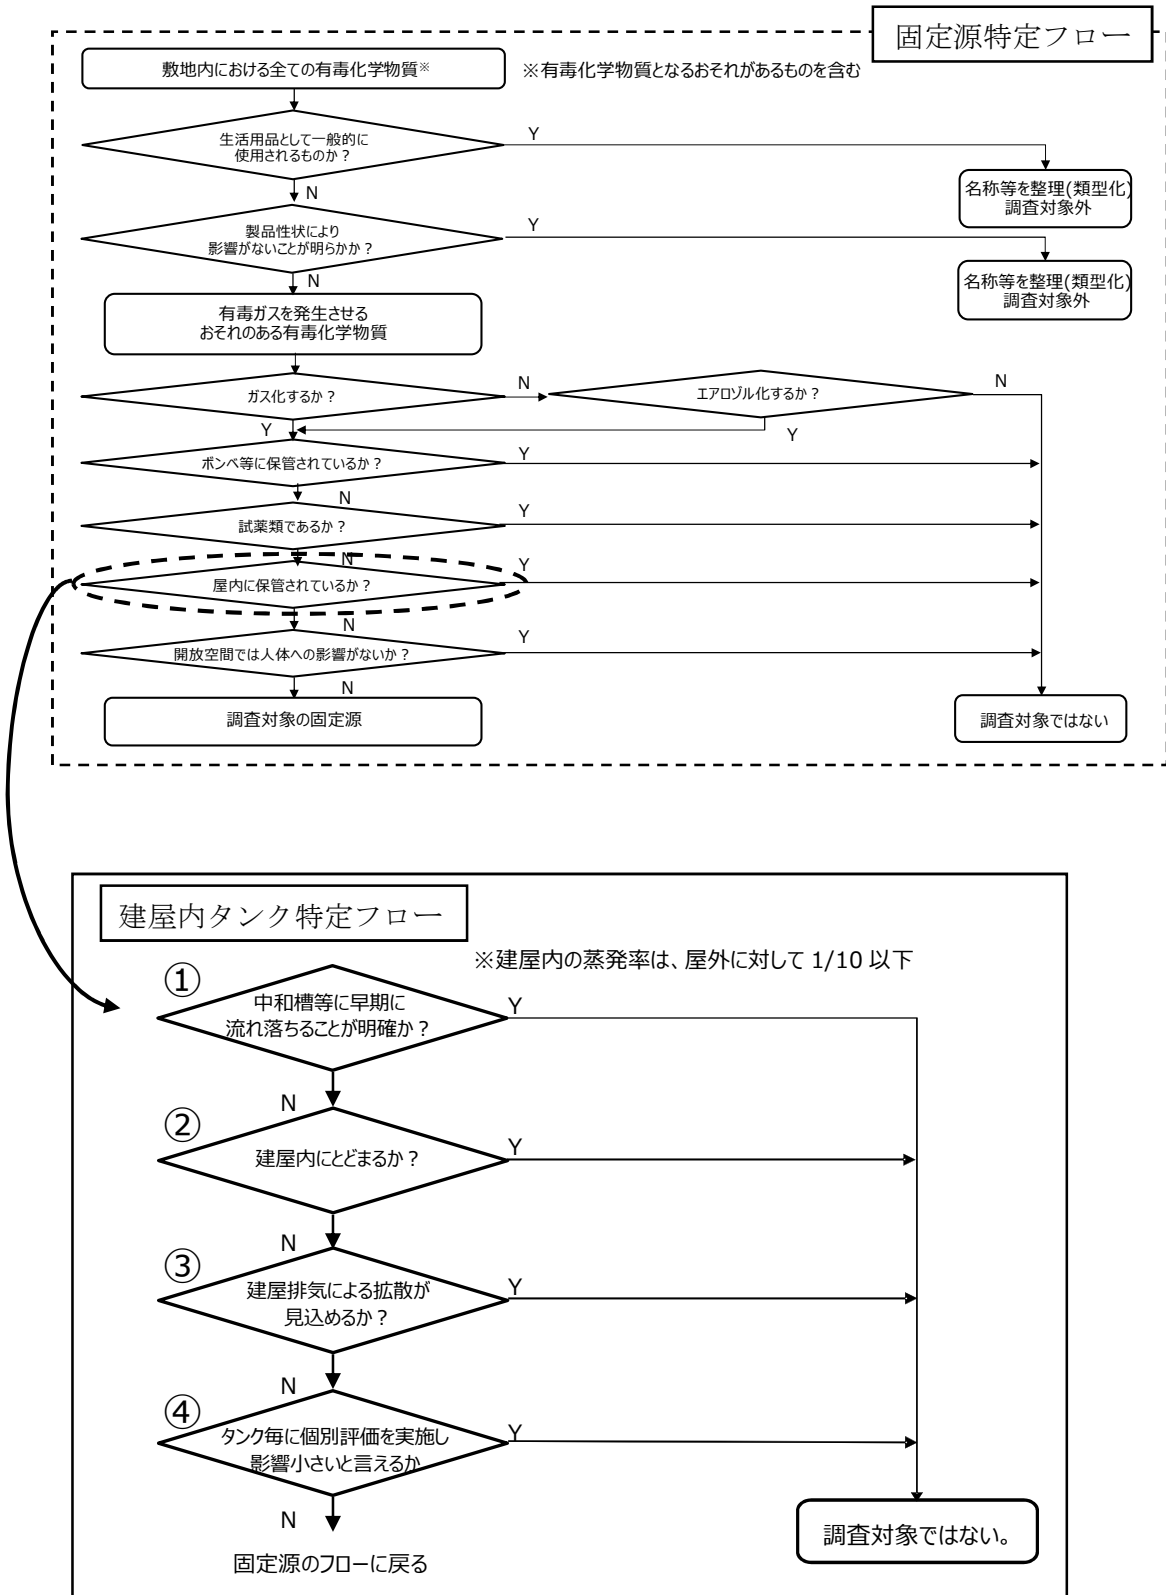 固定源特定フロー
敷地内における全ての有毒化学物質※
※有毒化学物質となるおそれがあるものを含む
生活用品として一般的に
使用されるものか？
Y
N
名称等を整理(類型化)
調査対象外
製品性状により
影響がないことが明らかか？
Y
N
名称等を整理(類型化)
調査対象外
有毒ガスを発生させる
おそれのある有毒化学物質
ガス化するか？
N
エアロゾル化するか？
N
Y
Y
ボンベ等に保管されているか？
Y
N
試薬類であるか？
Y
N
屋内に保管されているか？
Y
N
開放空間では人体への影響がないか？
Y
N
調査対象の固定源
調査対象ではない
建屋内タンク特定フロー
※建屋内の蒸発率は、屋外に対して 1/10 以下
①
中和槽等に早期に
流れ落ちることが明確か？
Y
N
②
建屋内にとどまるか？
Y
N
③
建屋排気による拡散が
見込めるか？
Y
N
④
タンク毎に個別評価を実施し
影響小さいと言えるか
Y
N
固定源のフローに戻る
調査対象ではない。